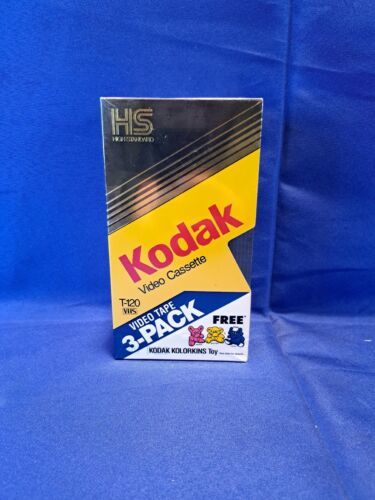 HS
HIGH STANDARD
Kodak
Video Cassette
T-120
VHS
VIDEO TAPE
3-PACK
FREE*
KODAK KOLORKINS Toy